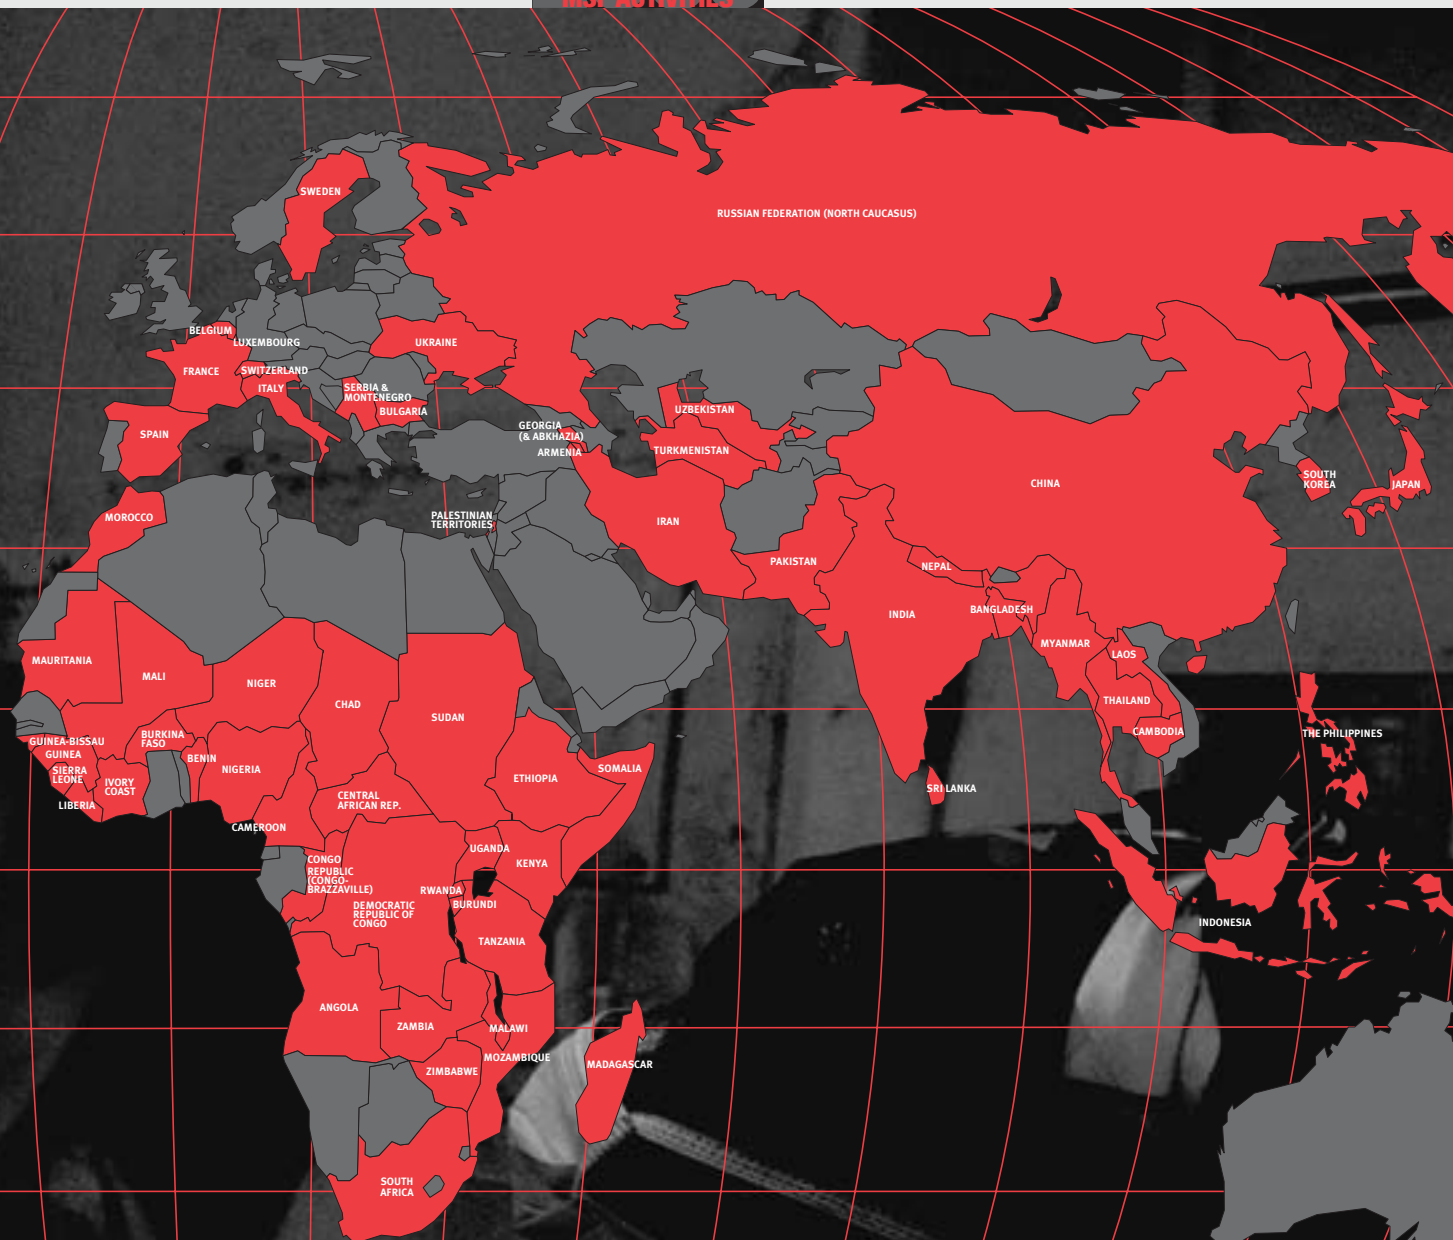 MSF ACTIVITIES
SWEDEN
RUSSIAN FEDERATION (NORTH CAUCASUS)
BELGIUM
LUXEMBOURG
UKRAINE
FRANCE
SWITZERLAND
ITALY
SERBIA &
MONTENEGRO
BULGARIA
UZBEKISTAN
SPAIN
GEORGIA
(& ABKHAZIA)
ARMENIA
TURKMENISTAN
CHINA
SOUTH
KOREA
JAPAN
MOROCCO
PALESTINIAN
TERRITORIES
IRAN
PAKISTAN
NEPAL
INDIA
BANGLADESH
MYANMAR
LAOS
MAURITANIA
MALI
NIGER
CHAD
SUDAN
THAILAND
CAMBODIA
THE PHILIPPINES
GUINEA-BISSAU
GUINEA
BURKINA
FASO
BENIN
NIGERIA
SIERRA
LEONE
IVORY
COAST
LIBERIA
ETHIOPIA
SOMALIA
SRI LANKA
CENTRAL
AFRICAN REP.
CAMEROON
UGANDA
KENYA
CONGO
REPUBLIC
(CONGO-
BRAZZAVILLE)
RWANDA
BURUNDI
DEMOCRATIC
REPUBLIC OF
CONGO
TANZANIA
INDONESIA
ANGOLA
ZAMBIA
MALAWI
MOZAMBIQUE
MADAGASCAR
ZIMBABWE
SOUTH
AFRICA